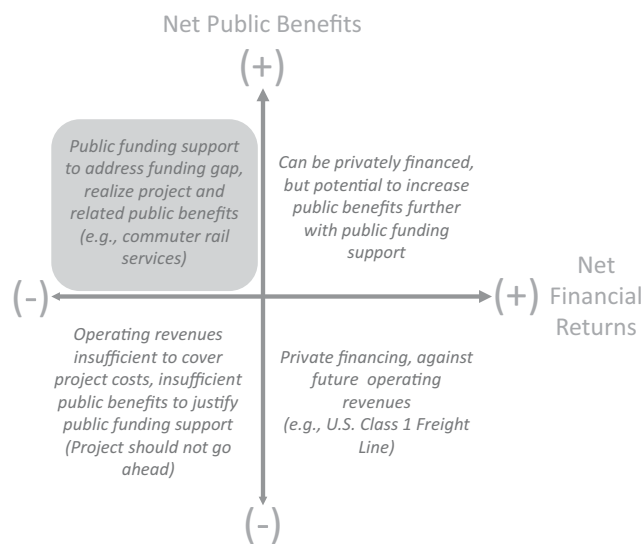 Net Public Benefits
(+)
Public funding support
to address funding gap,
realize project and
related public benefits
(e.g., commuter rail
services)
Can be privately financed,
but potential to increase
public benefits further
with public funding
support
(-)
(+)
Net
Financial
Returns
Operating revenues
insufficient to cover
project costs, insufficient
public benefits to justify
public funding support
(Project should not go
ahead)
Private financing, against
future operating
revenues
(e.g., U.S. Class 1 Freight
Line)
(-)